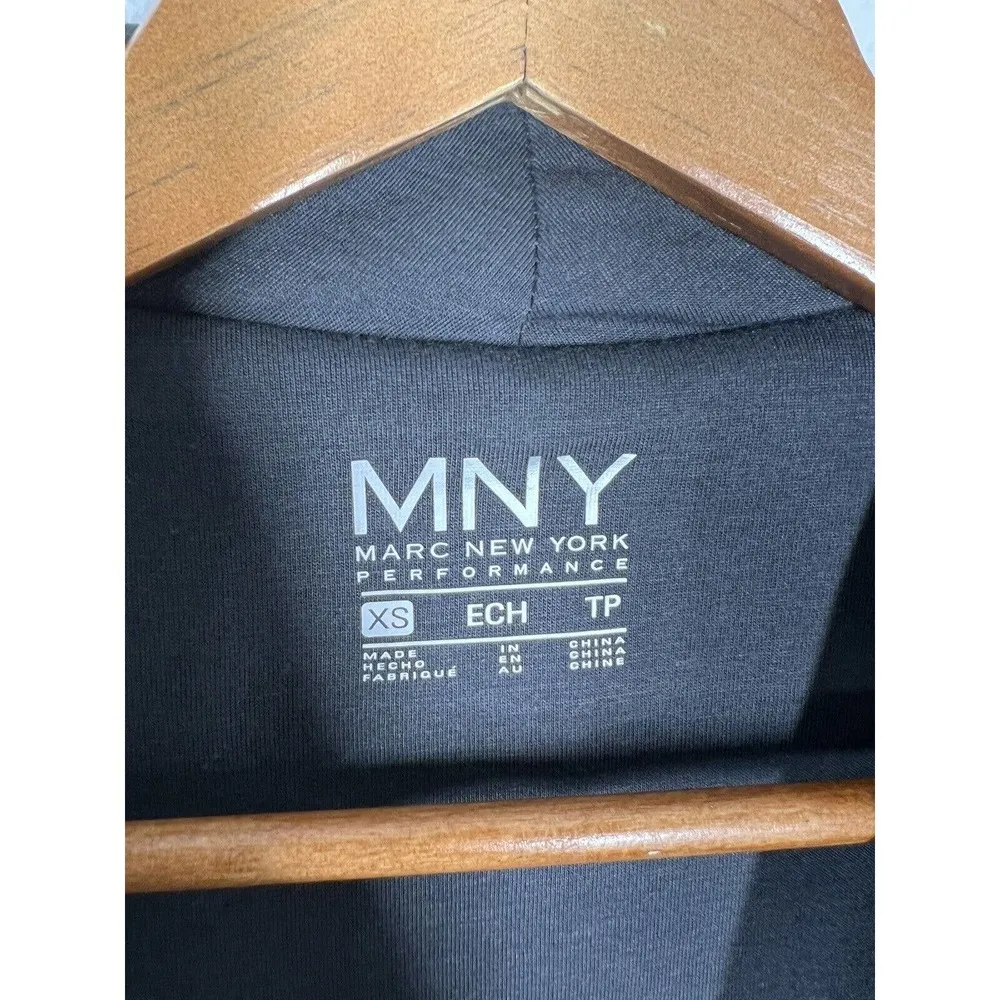 MNY
MARC NEW YORK
PERFORMANCE
XS ECH TP
MADE IN CHINA
HECHO EN CHINA
FABRIQUÉ AU CHINE